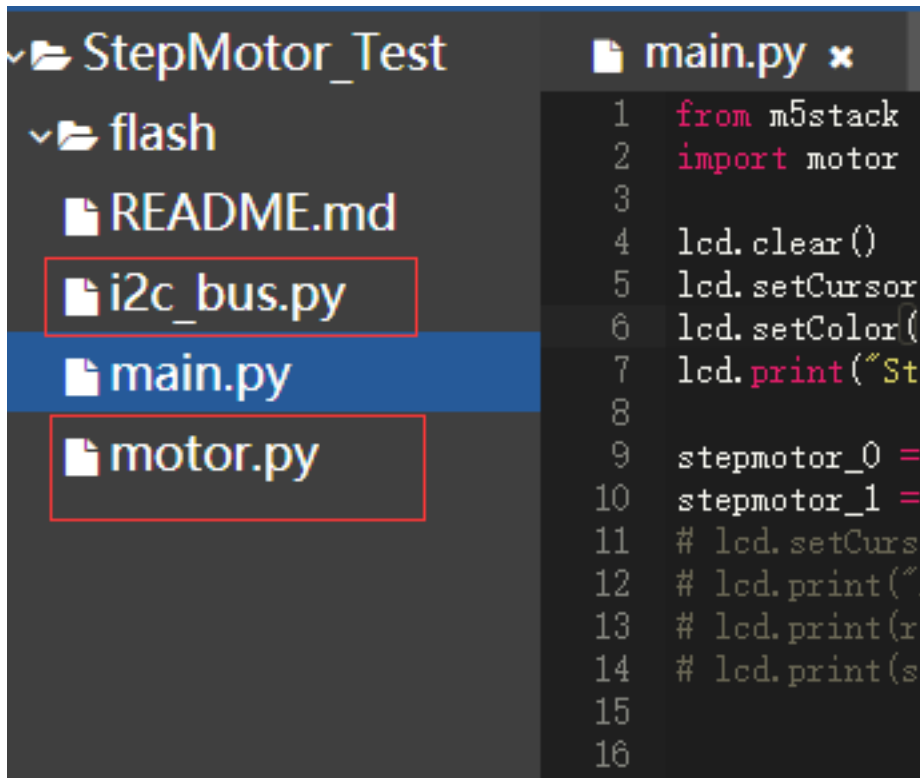 StepMotor_Test
flash
README.md
i2c_bus.py
main.py
motor.py
main.py ×
1 from m5stack
2 import motor
3
4 lcd.clear()
5 lcd.setCursor
6 lcd.setColor(
7 lcd.print("St
8
9 stepmotor_0 =
10 stepmotor_1 =
11 # lcd.setCurs
12 # lcd.print("
13 # lcd.print(r
14 # lcd.print(s
15
16